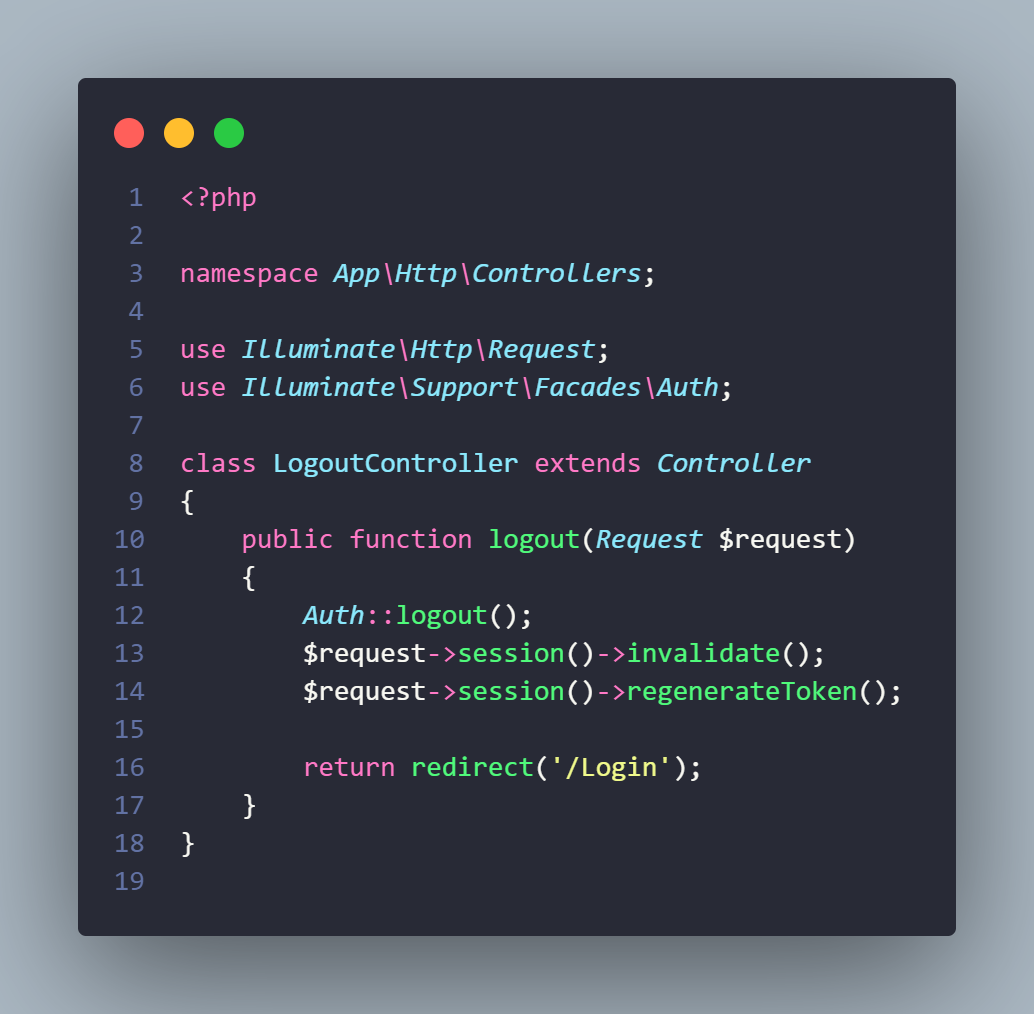 1 <?php
2
3 namespace App\Http\Controllers;
4
5 use Illuminate\Http\Request;
6 use Illuminate\Support\Facades\Auth;
7
8 class LogoutController extends Controller
9 {
10     public function logout(Request $request)
11     {
12         Auth::logout();
13         $request->session()->invalidate();
14         $request->session()->regenerateToken();
15
16         return redirect('/Login');
17     }
18 }
19